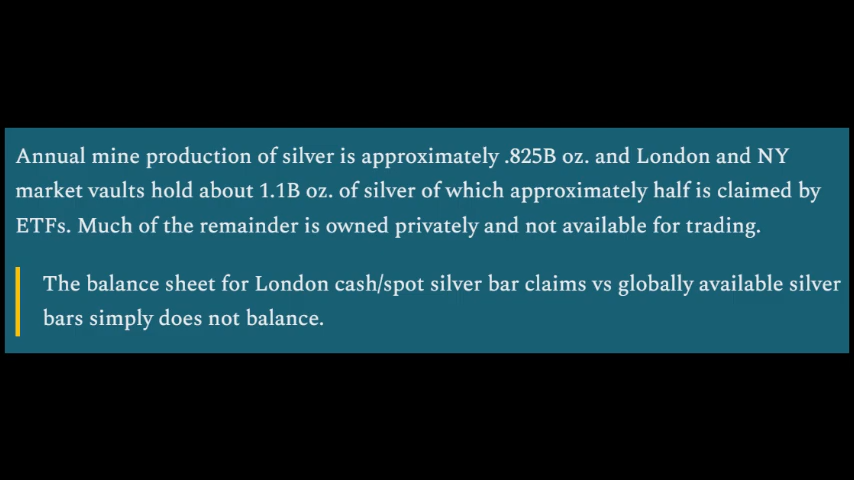 Annual mine production of silver is approximately .825B oz. and London and NY
market vaults hold about 1.1B oz. of silver of which approximately half is claimed by
ETFs. Much of the remainder is owned privately and not available for trading.
The balance sheet for London cash/spot silver bar claims vs globally available silver
bars simply does not balance.